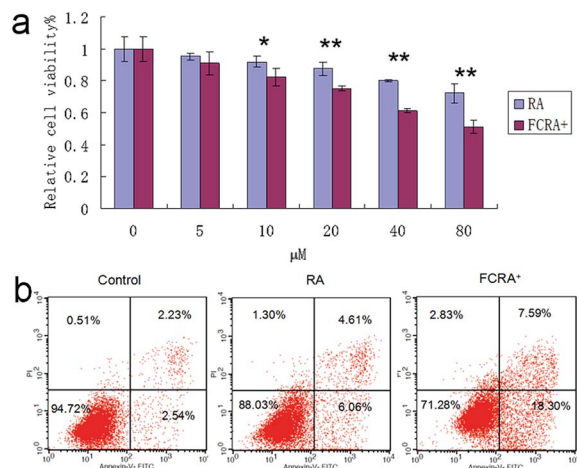 a
Relative cell viability%
1.2
1
0.8
0.6
0.4
0.2
0
* ** ** **
0 5 10 20 40 80
μM
RA
FCRA+
b
Control RA FCRA+
0.51% 2.23% 1.30% 4.61% 2.83% 7.59%
94.72% 2.54% 88.03% 6.06% 71.28% 18.30%
PI PI PI
Annexin-V- FITC Annexin-V- FITC Annexin-V- FITC